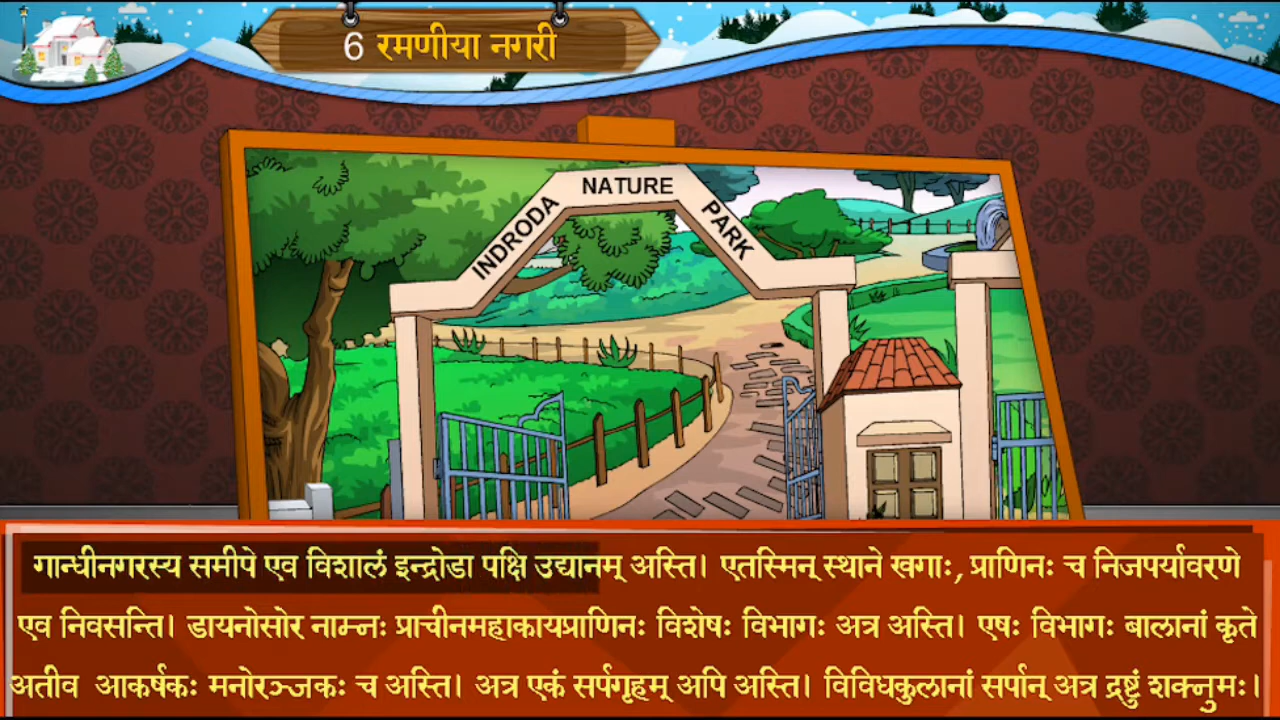 6 रमणीया नगरी
INDRODA NATURE PARK
गान्धीनगरस्य समीपे एव विशालं इन्द्रोडा पक्षि उद्यानम् अस्ति। एतस्मिन् स्थाने खगाः, प्राणिनः च निजपर्यावरणे
एव निवसन्ति। डायनोसोर नाम्नः प्राचीनमहाकायप्राणिनः विशेषः विभागः अत्र अस्ति। एषः विभागः बालानां कृते
अतीव आकर्षकः मनोरञ्जकः च अस्ति। अत्र एकं सर्पगृहम् अपि अस्ति। विविधकुलानां सर्पान् अत्र द्रष्टुं शक्नुमः।